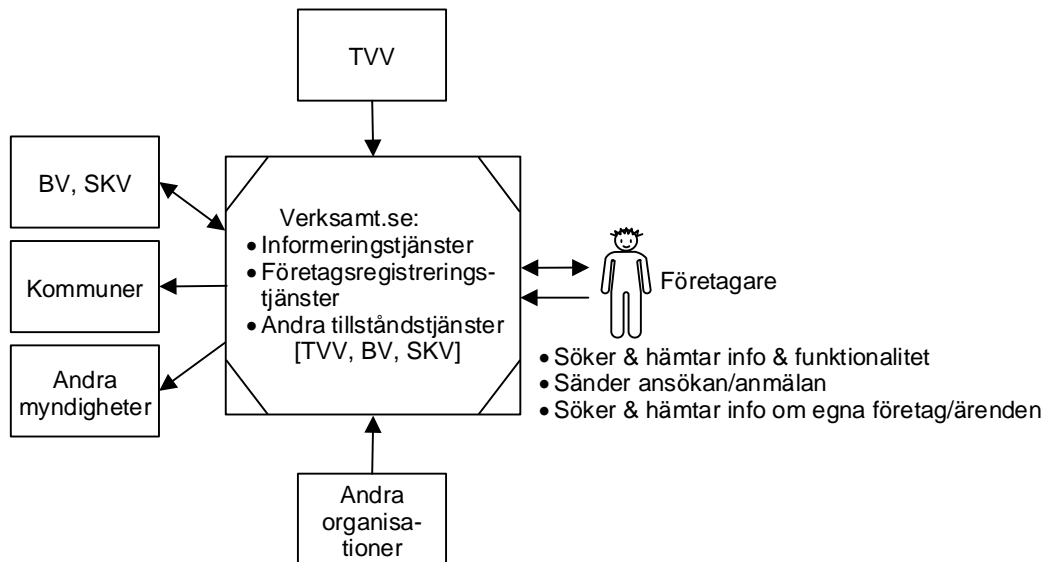 TVV
BV, SKV
Kommuner
Andra
myndigheter
Verksamt.se:
• Informeringstjänster
• Företagsregistrerings-
tjänster
• Andra tillståndstjänster
[TVV, BV, SKV]
Företagare
• Söker & hämtar info & funktionalitet
• Sänder ansökan/anmälan
• Söker & hämtar info om egna företag/ärenden
Andra
organisa-
tioner